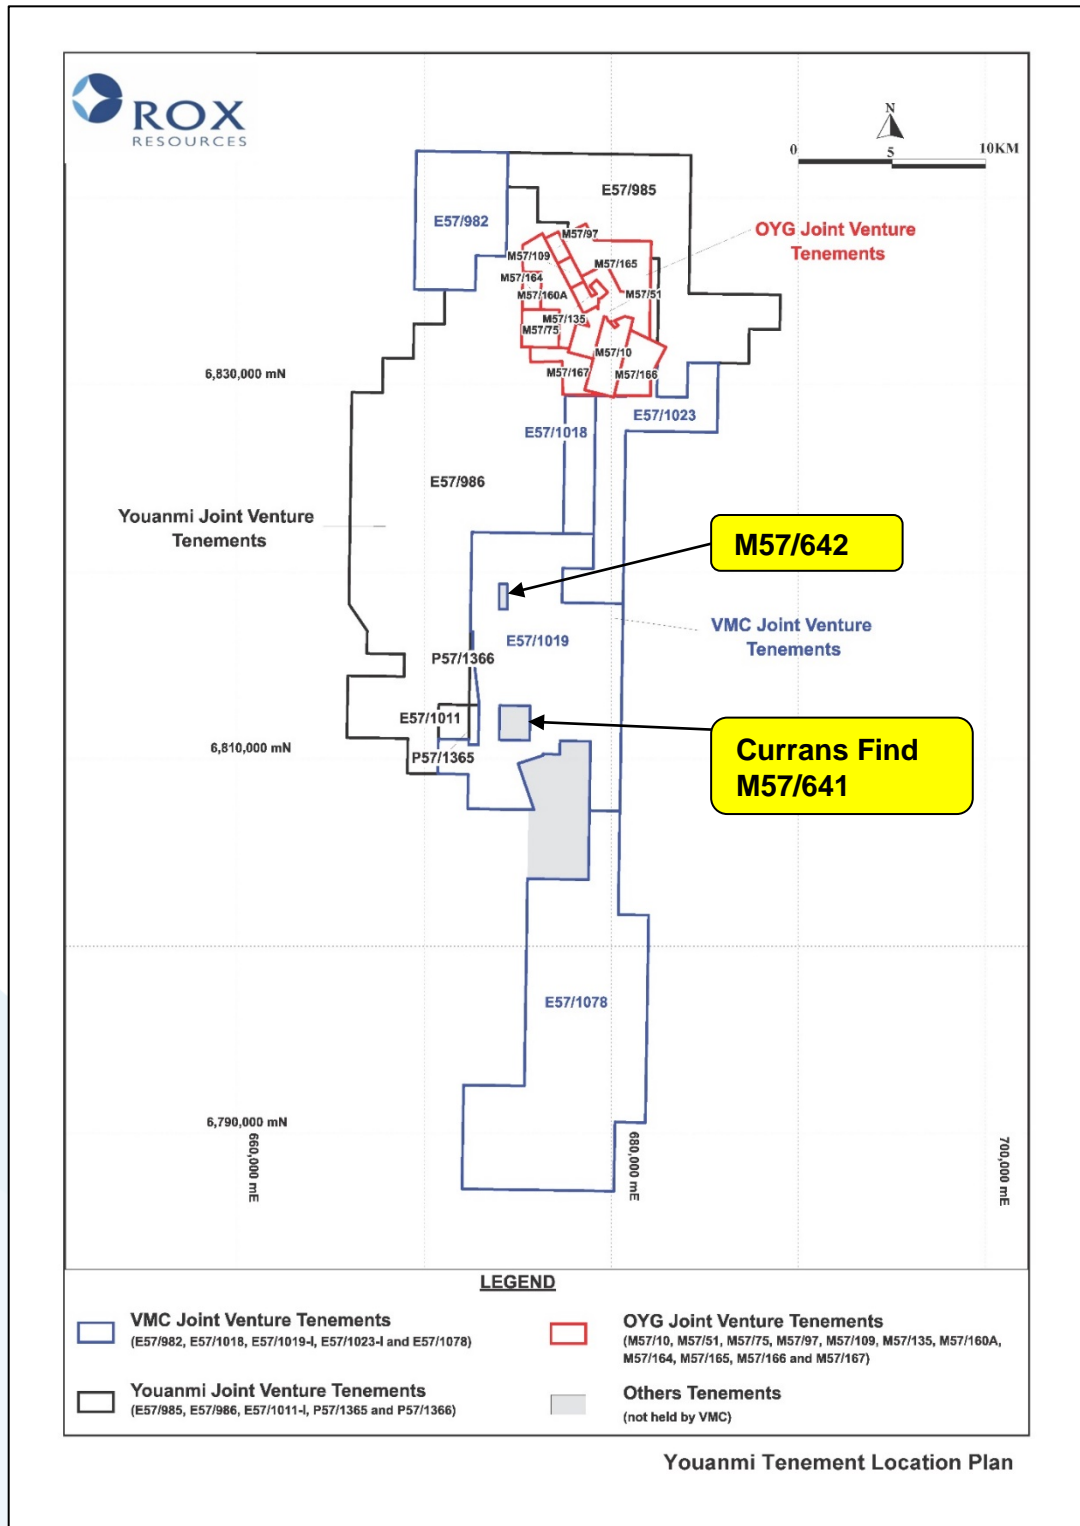 ROX
RESOURCES
N
0
5
10KM
E57/985
E57/982
OYG Joint Venture
Tenements
M57/97
M57/109
M57/165
M57/164
M57/160A
M57/51
M57/135
M57/75
M57/10
M57/167
M57/166
6,830,000 mN
E57/1023
E57/1018
E57/986
Youanmi Joint Venture
Tenements
M57/642
E57/1019
VMC Joint Venture
Tenements
P57/1366
E57/1011
6,810,000 mN
P57/1365
Currans Find
M57/641
E57/1078
6,790,000 mN
660,000 mE
680,000 mE
700,000 mE
LEGEND
VMC Joint Venture Tenements
(E57/982, E57/1018, E57/1019-I, E57/1023-I and E57/1078)
OYG Joint Venture Tenements
(M57/10, M57/51, M57/75, M57/97, M57/109, M57/135, M57/160A,
M57/164, M57/165, M57/166 and M57/167)
Youanmi Joint Venture Tenements
(E57/985, E57/986, E57/1011-I, P57/1365 and P57/1366)
Others Tenements
(not held by VMC)
Youanmi Tenement Location Plan